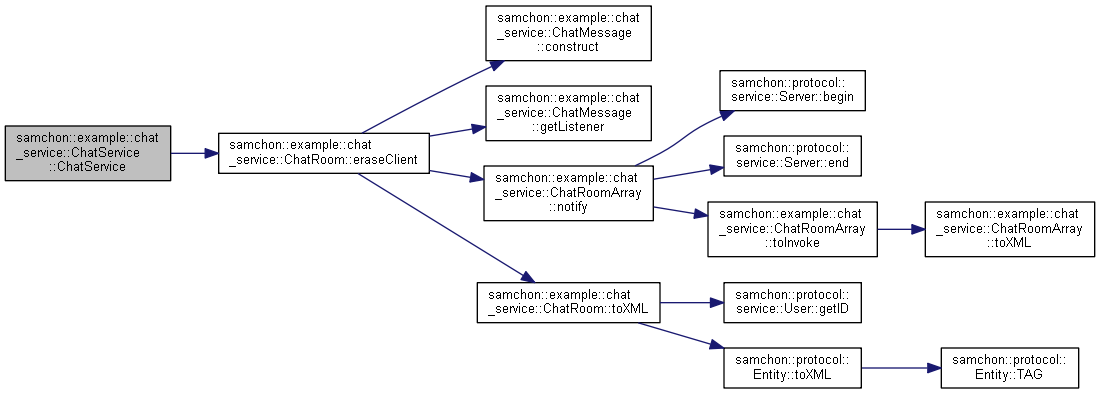 samchon::example::chat
_service::ChatService
::ChatService
samchon::example::chat
_service::ChatRoom::eraseClient
samchon::example::chat
_service::ChatMessage
::construct
samchon::example::chat
_service::ChatMessage
::getListener
samchon::example::chat
_service::ChatRoomArray
::notify
samchon::protocol::
service::Server::begin
samchon::protocol::
service::Server::end
samchon::example::chat
_service::ChatRoomArray
::toInvoke
samchon::example::chat
_service::ChatRoomArray
::toXML
samchon::example::chat
_service::ChatRoom::toXML
samchon::protocol::
service::User::getID
samchon::protocol::
Entity::toXML
samchon::protocol::
Entity::TAG